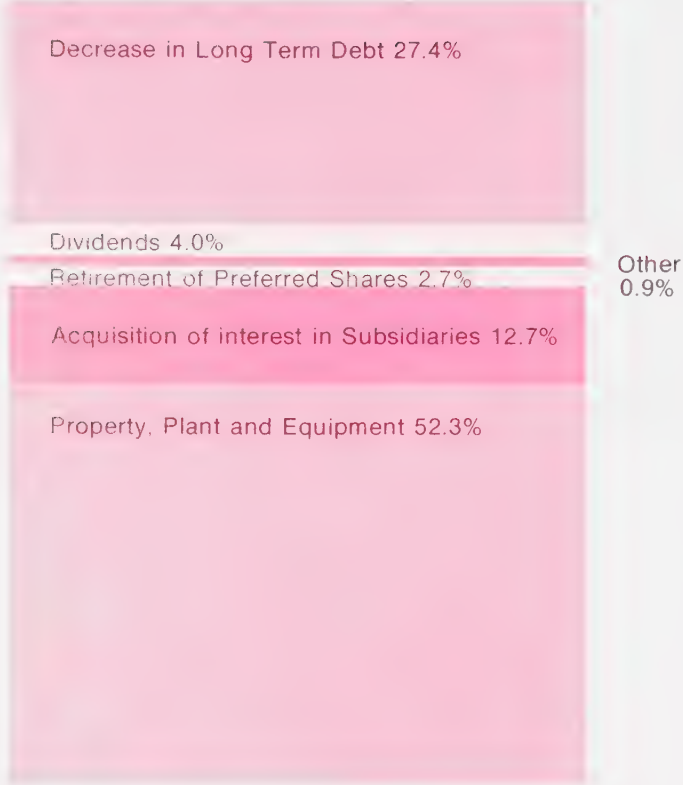 Decrease in Long Term Debt 27.4%
Dividends 4.0%
Other
0.9%
Retirement of Preferred Shares 2.7%
Acquisition of interest in Subsidiaries 12.7%
Property, Plant and Equipment 52.3%